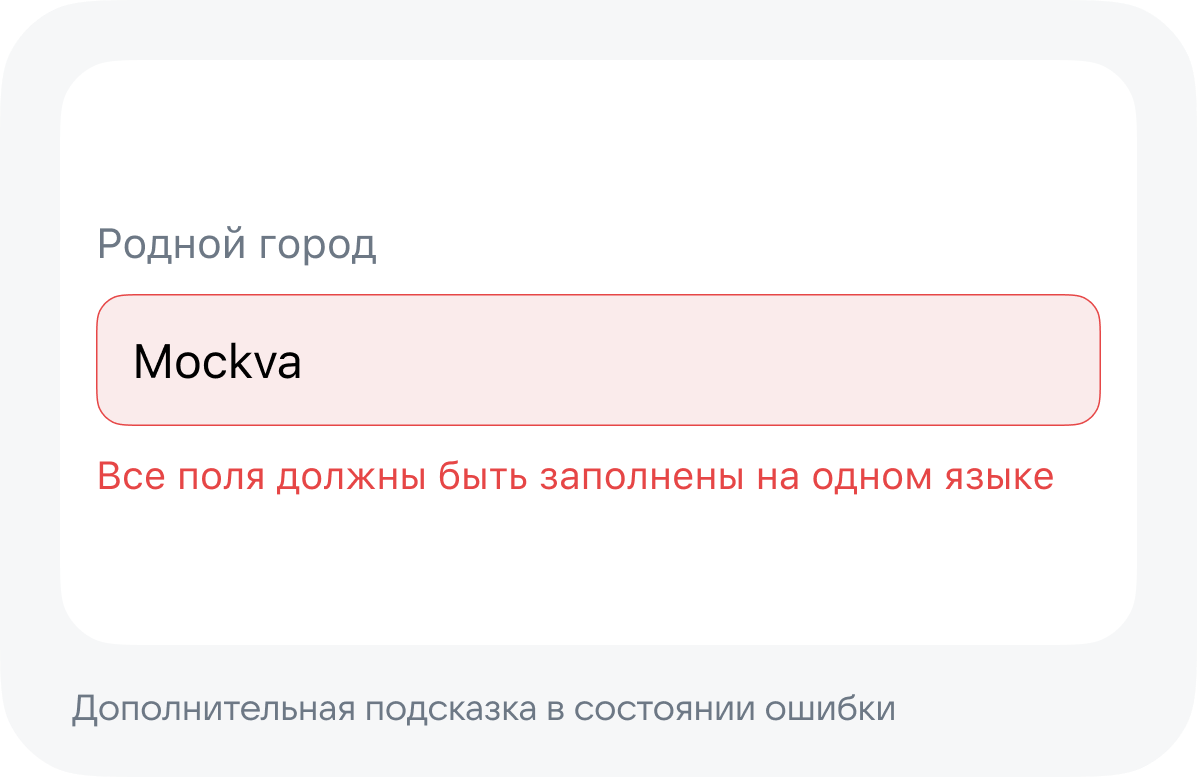 Родной город
Mockva
Все поля должны быть заполнены на одном языке
Дополнительная подсказка в состоянии ошибки